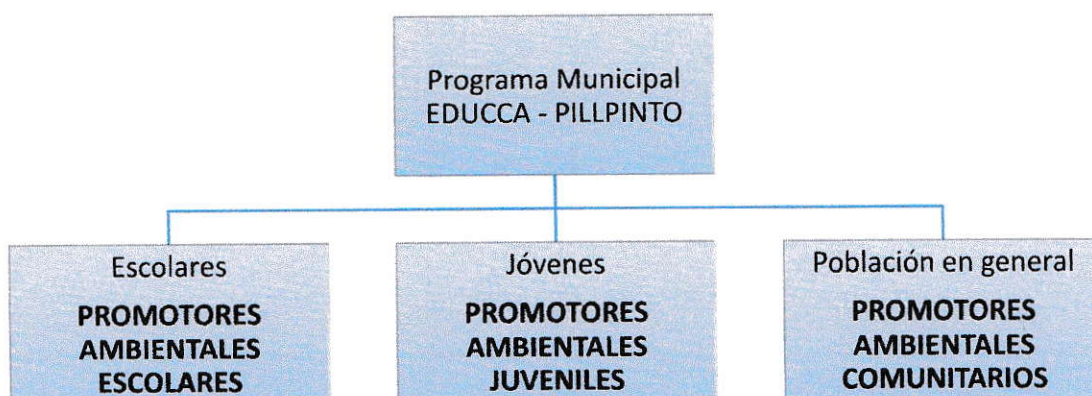 Programa Municipal
EDUCCA - PILLPINTO
Escolares
PROMOTORES
AMBIENTALES
ESCOLARES
Jóvenes
PROMOTORES
AMBIENTALES
JUVENILES
Población en general
PROMOTORES
AMBIENTALES
COMUNITARIOS